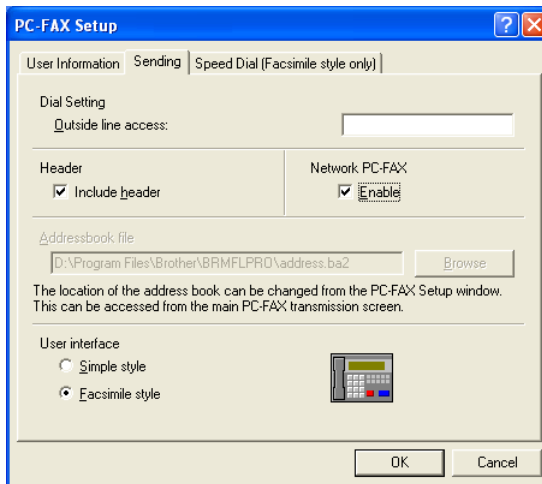 PC-FAX Setup
User Information Sending Speed Dial (Facsimile style only)
Dial Setting
Outside line access:
Header Network PC-FAX
Include header Enable
Addressbook file
D:\Program Files\Brother\BRMFLPRO\address.ba2 Browse
The location of the address book can be changed from the PC-FAX Setup window.
This can be accessed from the main PC-FAX transmission screen.
User interface
Simple style
Facsimile style
OK Cancel